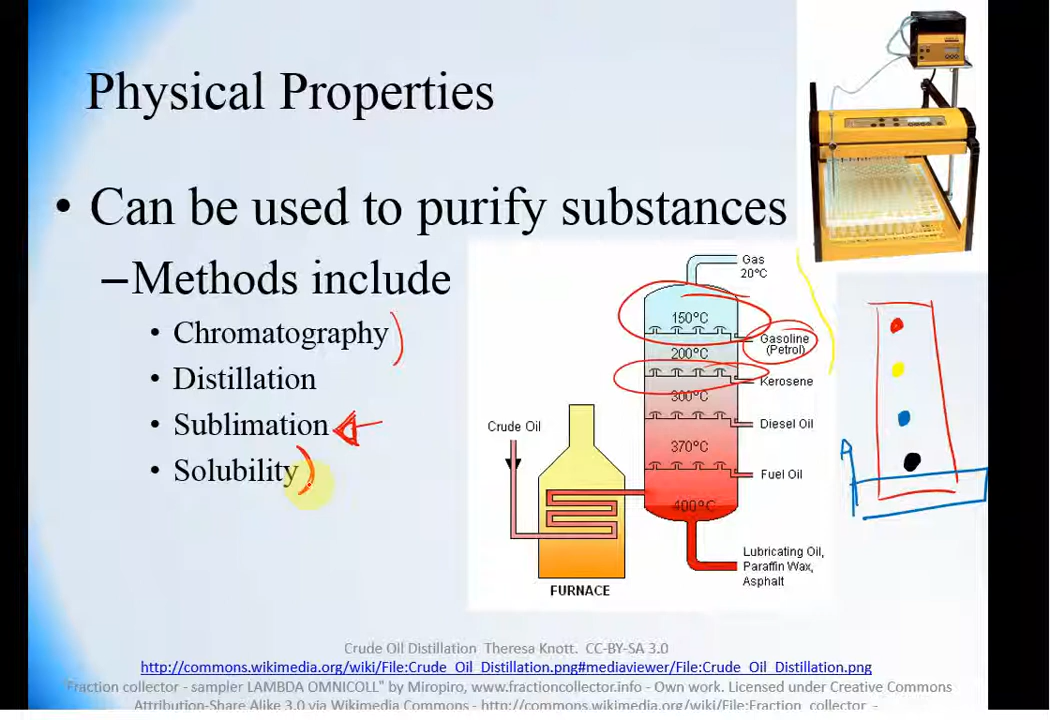 Physical Properties
• Can be used to purify substances
–Methods include
• Chromatography
• Distillation
• Sublimation
• Solubility
Gas
20°C
150°C
Gasoline
(Petrol)
200°C
Kerosene
300°C
Diesel Oil
370°C
Fuel Oil
400°C
Crude Oil
FURNACE
Lubricating Oil,
Paraffin Wax,
Asphalt
Crude Oil Distillation Theresa Knott. CC-BY-SA 3.0
http://commons.wikimedia.org/wiki/File:Crude_Oil_Distillation.png#mediaviewer/File:Crude_Oil_Distillation.png
"Fraction collector - sampler LAMBDA OMNICOLL" by Miropiro, www.fractioncollector.info - Own work. Licensed under Creative Commons
Attribution-Share Alike 3.0 via Wikimedia Commons - http://commons.wikimedia.org/wiki/File:Fraction_collector_-